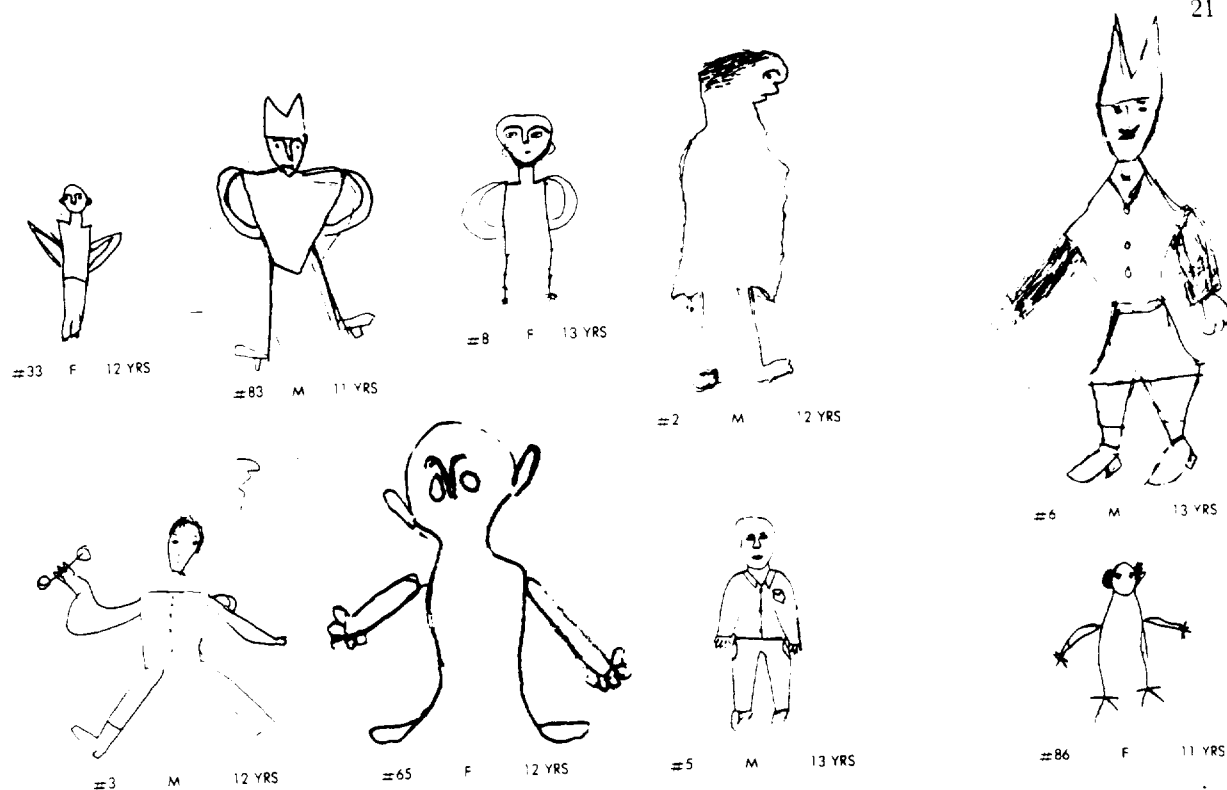 21
#33 F 12 YRS
#83 M 11 YRS
#8 F 13 YRS
#2 M 12 YRS
#6 M 13 YRS
#3 M 12 YRS
#65 F 12 YRS
#5 M 13 YRS
#86 F 11 YRS